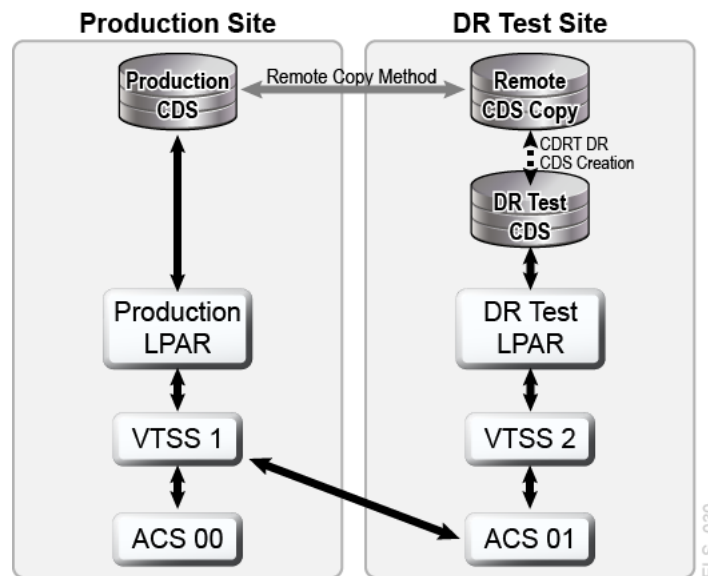 Production Site
DR Test Site
Production
CDS
Remote Copy Method
Remote
CDS Copy
CDRT DR
CDS Creation
DR Test
CDS
Production
LPAR
DR Test
LPAR
VTSS 1
VTSS 2
ACS 00
ACS 01